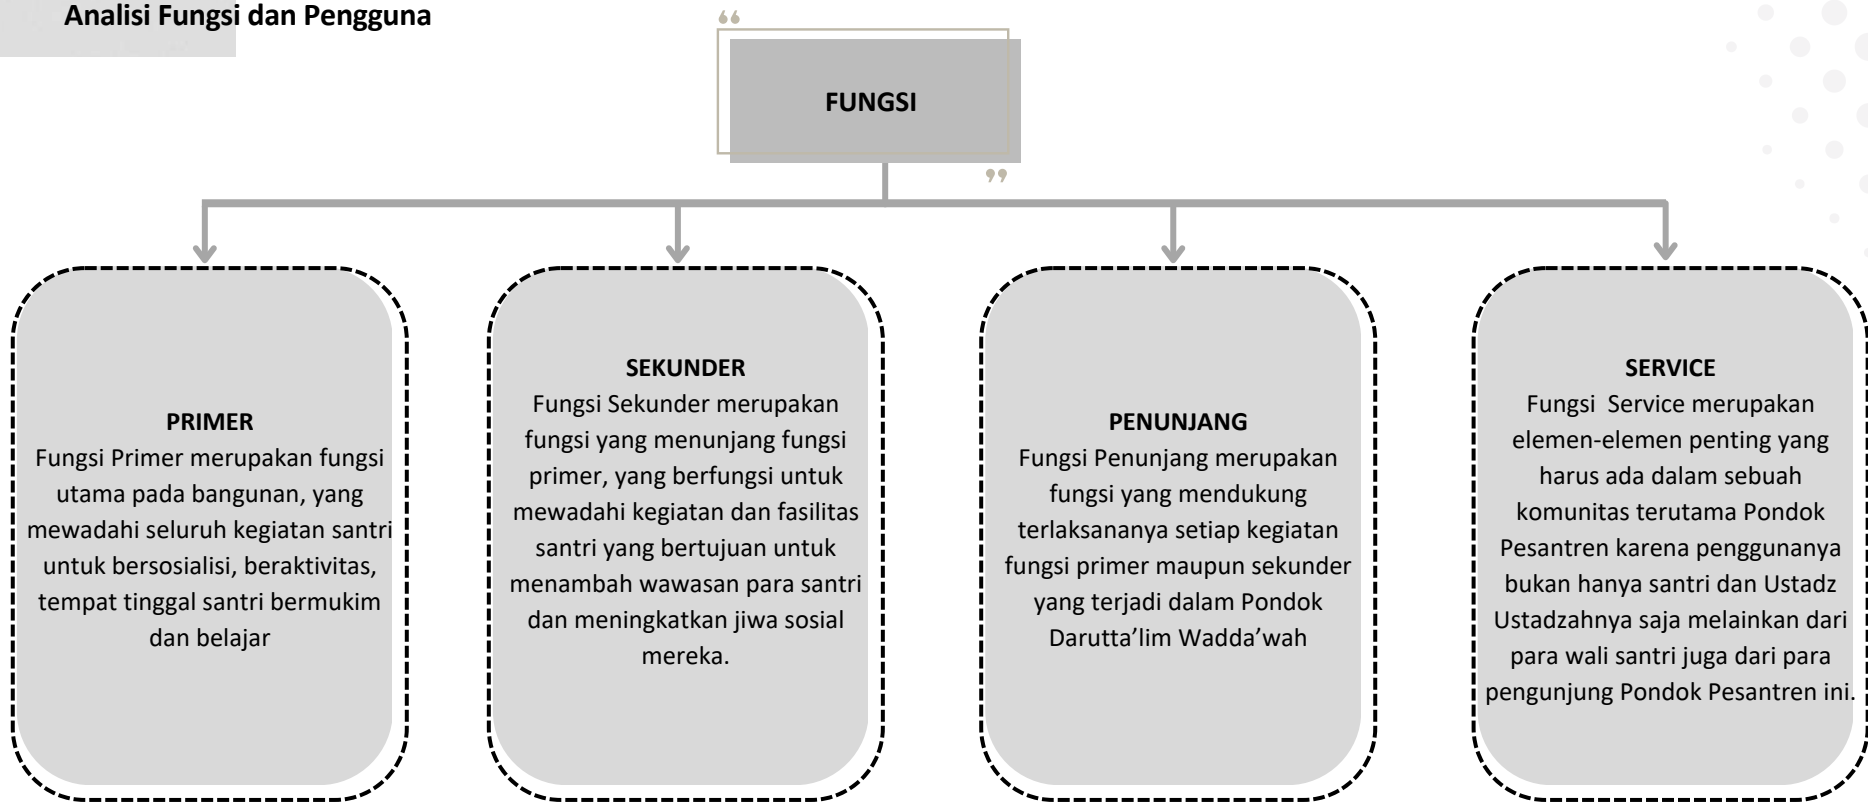 Analisi Fungsi dan Pengguna
“
FUNGSI
”
PRIMER
Fungsi Primer merupakan fungsi
utama pada bangunan, yang
mewadahi seluruh kegiatan santri
untuk bersosialisi, beraktivitas,
tempat tinggal santri bermukim
dan belajar
SEKUNDER
Fungsi Sekunder merupakan
fungsi yang menunjang fungsi
primer, yang berfungsi untuk
mewadahi kegiatan dan fasilitas
santri yang bertujuan untuk
menambah wawasan para santri
dan meningkatkan jiwa sosial
mereka.
PENUNJANG
Fungsi Penunjang merupakan
fungsi yang mendukung
terlaksananya setiap kegiatan
fungsi primer maupun sekunder
yang terjadi dalam Pondok
Darutta’lim Wadda’wah
SERVICE
Fungsi  Service merupakan
elemen-elemen penting yang
harus ada dalam sebuah
komunitas terutama Pondok
Pesantren karena penggunanya
bukan hanya santri dan Ustadz
Ustadzahnya saja melainkan dari
para wali santri juga dari para
pengunjung Pondok Pesantren ini.